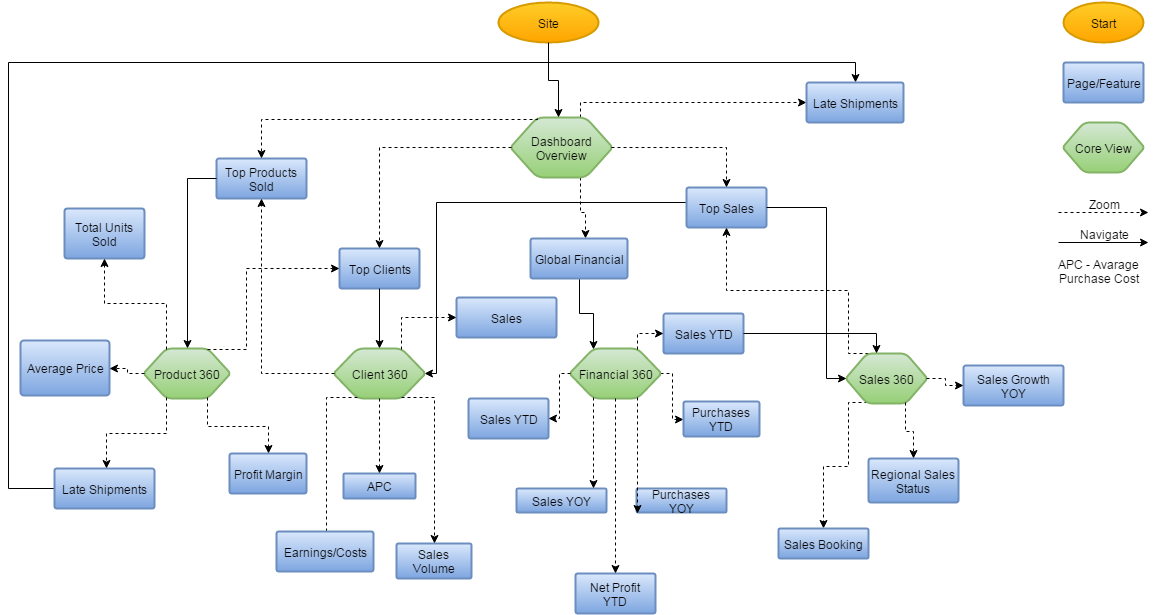 Site
Start
Page/Feature
Late Shipments
Dashboard
Overview
Core View
Top Products
Sold
Top Sales
Zoom
Total Units
Sold
Navigate
Global Financial
Top Clients
APC - Avarage
Purchase Cost
Sales
Sales YTD
Average Price
Product 360
Client 360
Financial 360
Sales 360
Sales Growth
YOY
Sales YTD
Purchases
YTD
Profit Margin
Late Shipments
APC
Regional Sales
Status
Sales YOY
Purchases
YOY
Earnings/Costs
Sales
Volume
Sales Booking
Net Profit
YTD